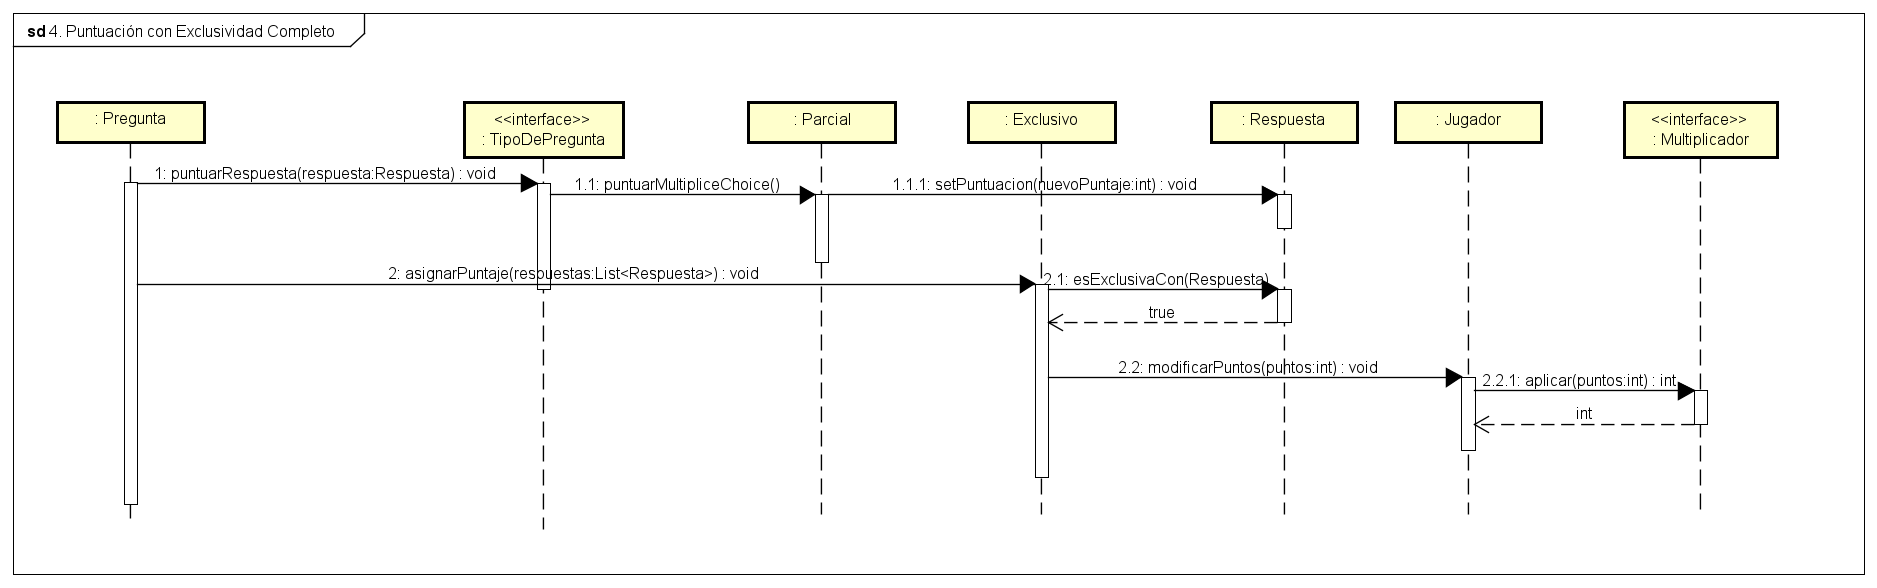 sd 4. Puntuación con Exclusividad Completo
: Pregunta
<<interface>>
: TipoDePregunta
: Parcial
: Exclusivo
: Respuesta
: Jugador
<<interface>>
: Multiplicador
1: puntuarRespuesta(respuesta:Respuesta) : void
1.1: puntuarMultipliceChoice()
1.1.1: setPuntuacion(nuevoPuntaje:int) : void
2: asignarPuntaje(respuestas:List<Respuesta>) : void
2.1: esExclusivaCon(Respuesta)
true
2.2: modificarPuntos(puntos:int) : void
2.2.1: aplicar(puntos:int) : int
int